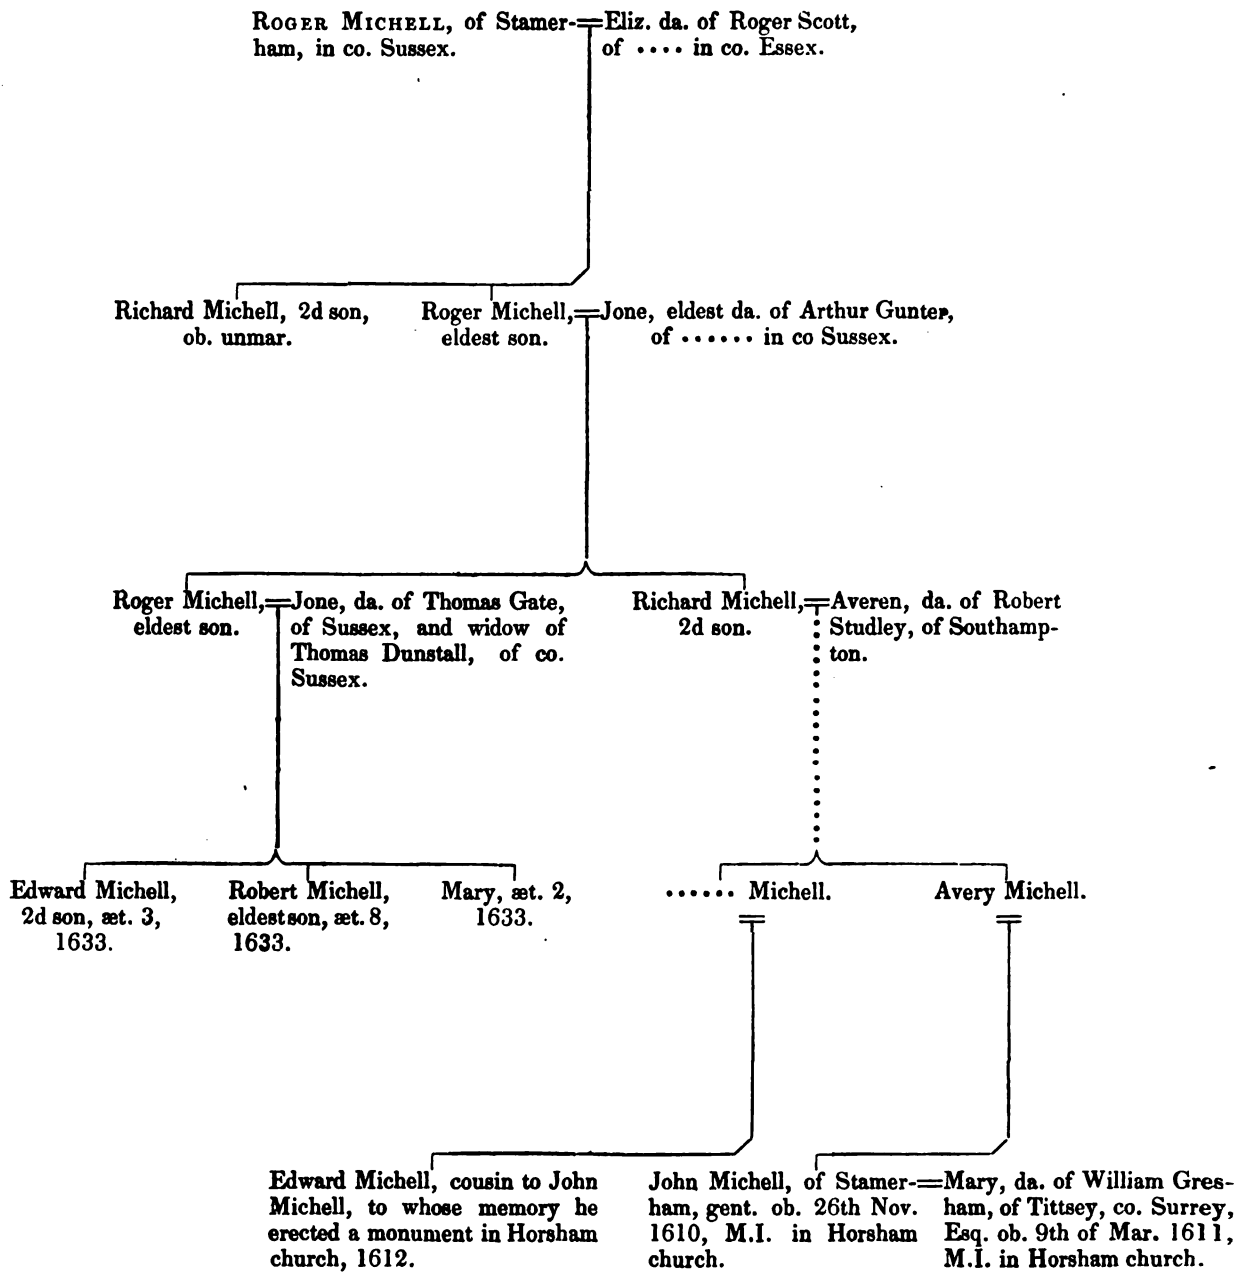 ROGER MICHELL, of Stamer-
ham, in co. Sussex.
Eliz. da. of Roger Scott,
of •••• in co. Essex.
Richard Michell, 2d son,
ob. unmar.
Roger Michell,
eldest son.
Jone, eldest da. of Arthur Gunter,
of •••••• in co Sussex.
Roger Michell,
eldest son.
Jone, da. of Thomas Gate,
of Sussex, and widow of
Thomas Dunstall, of co.
Sussex.
Richard Michell,
2d son.
Averen, da. of Robert
Studley, of Southamp-
ton.
Edward Michell,
2d son, æt. 3,
1633.
Robert Michell,
eldest son, æt. 8,
1633.
Mary, æt. 2,
1633.
•••••• Michell.
Avery Michell.
Edward Michell, cousin to John
Michell, to whose memory he
erected a monument in Horsham
church, 1612.
John Michell, of Stamer-
ham, gent. ob. 26th Nov.
1610, M.I. in Horsham
church.
Mary, da. of William Gres-
ham, of Tittsey, co. Surrey,
Esq. ob. 9th of Mar. 1611,
M.I. in Horsham church.